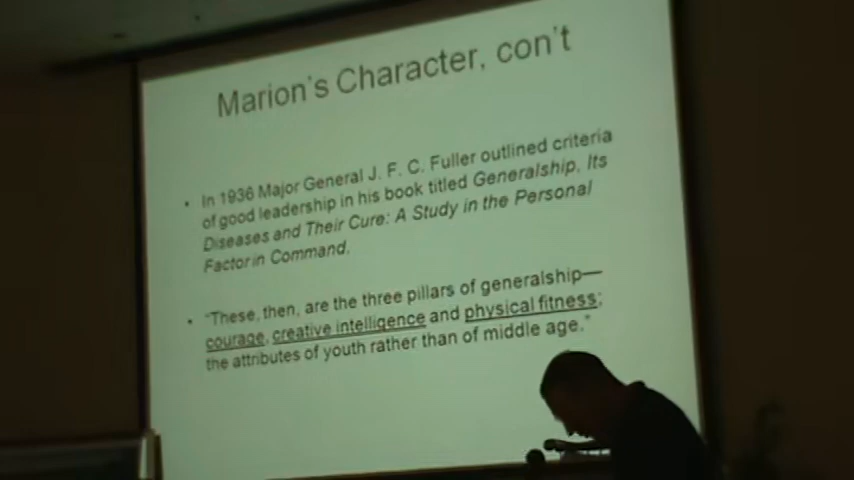 Marion's Character, con't
• In 1936 Major General J. F. C. Fuller outlined criteria
of good leadership in his book titled Generalship, Its
Diseases and Their Cure: A Study in the Personal
Factor in Command.
• "These, then, are the three pillars of generalship—
courage, creative intelligence and physical fitness;
the attributes of youth rather than of middle age."